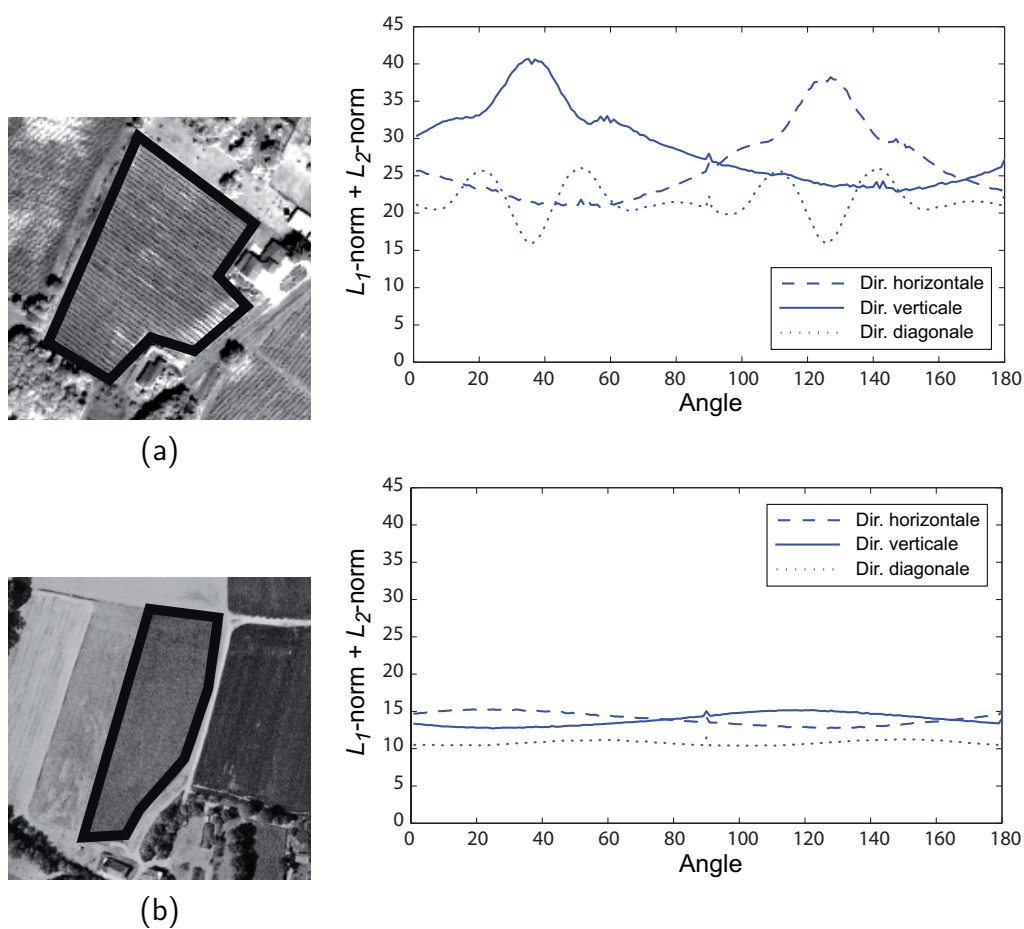 45
40
35
30
25
20
15
10
5
0
L1-norm + L2-norm
Dir. horizontale
Dir. verticale
Dir. diagonale
0 20 40 60 80 100 120 140 160 180
Angle
(a)
45
40
35
30
25
20
15
10
5
0
L1-norm + L2-norm
Dir. horizontale
Dir. verticale
Dir. diagonale
0 20 40 60 80 100 120 140 160 180
Angle
(b)